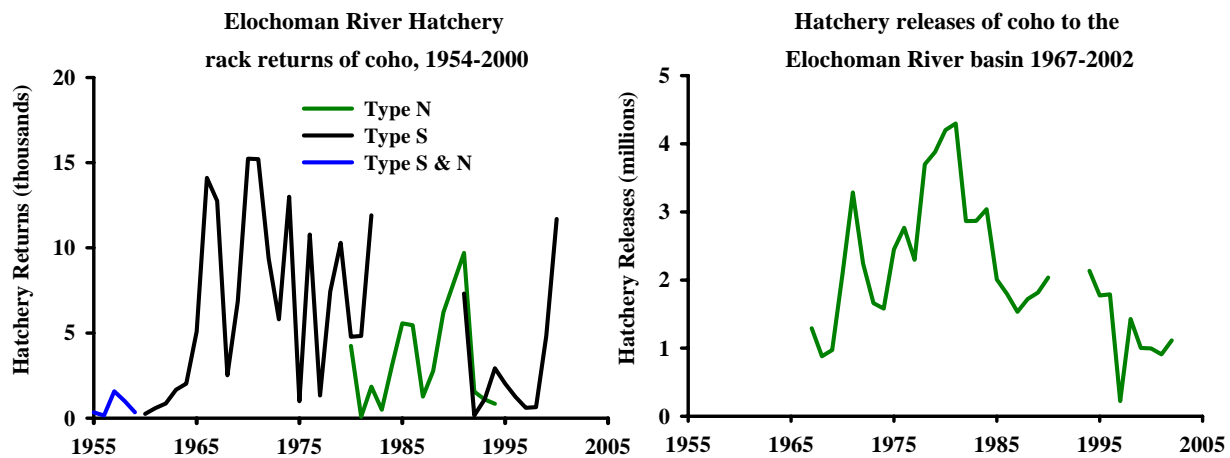 Elochoman River Hatchery
rack returns of coho, 1954-2000
Hatchery Returns (thousands)
20
15
10
5
0
Type N
Type S
Type S & N
1955 1965 1975 1985 1995 2005
Hatchery releases of coho to the
Elochoman River basin 1967-2002
Hatchery Releases (millions)
5
4
3
2
1
0
1955 1965 1975 1985 1995 2005